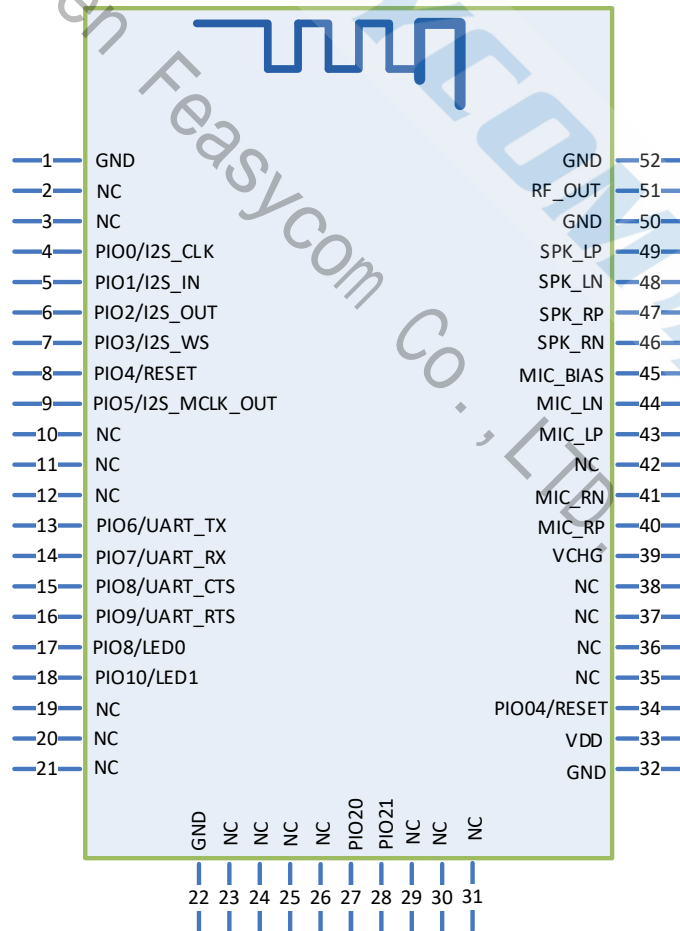 en Feasycom Co., LTD.
YCOM
1 GND
2 NC
3 NC
4 PIO0/I2S_CLK
5 PIO1/I2S_IN
6 PIO2/I2S_OUT
7 PIO3/I2S_WS
8 PIO4/RESET
9 PIO5/I2S_MCLK_OUT
10 NC
11 NC
12 NC
13 PIO6/UART_TX
14 PIO7/UART_RX
15 PIO8/UART_CTS
16 PIO9/UART_RTS
17 PIO8/LED0
18 PIO10/LED1
19 NC
20 NC
21 NC
GND 52
RF_OUT 51
GND 50
SPK_LP 49
SPK_LN 48
SPK_RP 47
SPK_RN 46
MIC_BIAS 45
MIC_LN 44
MIC_LP 43
NC 42
MIC_RN 41
MIC_RP 40
VCHG 39
NC 38
NC 37
NC 36
NC 35
PIO04/RESET 34
VDD 33
GND 32
GND NC NC NC NC PIO20 PIO21 NC NC NC
22 23 24 25 26 27 28 29 30 31